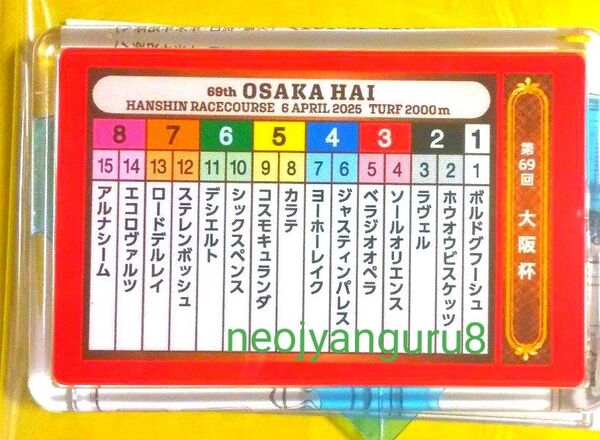 69th OSAKA HAI
HANSHIN RACECOURSE 6 APRIL 2025 TURF 2000m
8 7 6 5 4 3 2 1
15 14 13 12 11 10 9 8 7 6 5 4 3 2 1
ボルドグフーシュ
ホウオウビスケッツ
ラヴェル
ソールオリエンス
ベラジオオペラ
ジャスティンパレス
ヨーホーレイク
カラテ
コスモキュランダ
シックスペンス
デシエルト
ステレンボッシュ
ロードデルレイ
エコロヴァルツ
アルナシーム
第69回 大阪杯
neojyanguru8